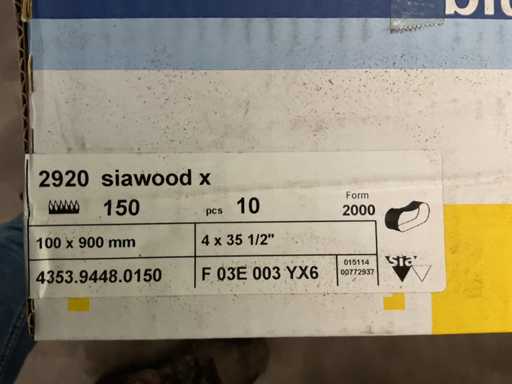 2920 siawood x
150 pcs 10 Form 2000
100 x 900 mm 4 x 35 1/2"
4353.9448.0150 F 03E 003 YX6 015114
00772937
sia